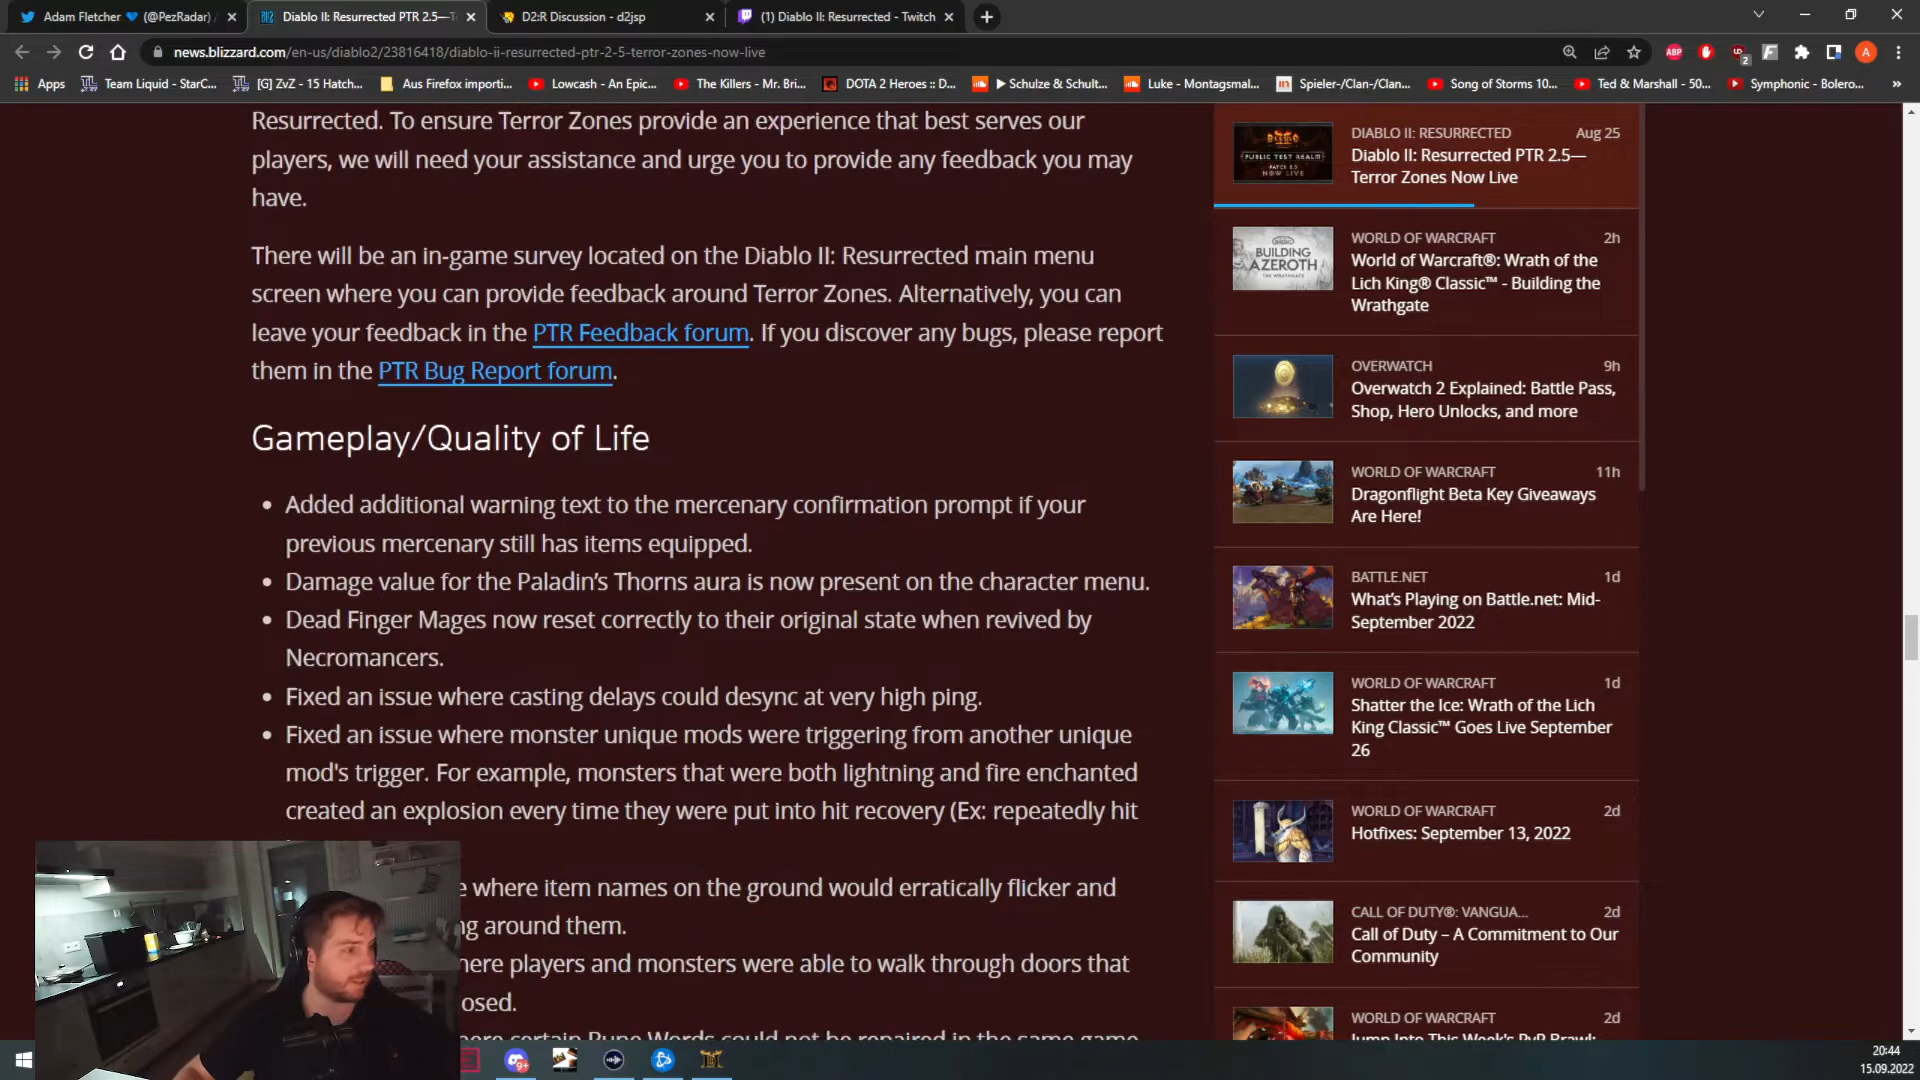 Adam Fletcher 💙 (@PezRadar) /
Diablo II: Resurrected PTR 2.5—
D2:R Discussion - d2jsp
(1) Diablo II: Resurrected - Twitch
news.blizzard.com/en-us/diablo2/23816418/diablo-ii-resurrected-ptr-2-5-terror-zones-now-live
ABP
2
A
Apps
Team Liquid - StarC...
[G] ZvZ - 15 Hatch...
Aus Firefox importi...
Lowcash - An Epic...
The Killers - Mr. Bri...
DOTA 2 Heroes :: D...
▶ Schulze & Schult...
Luke - Montagsmal...
Spieler-/Clan-/Clan...
Song of Storms 10...
Ted & Marshall - 50...
Symphonic - Bolero...
»
Resurrected. To ensure Terror Zones provide an experience that best serves our
players, we will need your assistance and urge you to provide any feedback you may
have.
There will be an in-game survey located on the Diablo II: Resurrected main menu
screen where you can provide feedback around Terror Zones. Alternatively, you can
leave your feedback in the PTR Feedback forum. If you discover any bugs, please report
them in the PTR Bug Report forum.
Gameplay/Quality of Life
• Added additional warning text to the mercenary confirmation prompt if your
previous mercenary still has items equipped.
• Damage value for the Paladin's Thorns aura is now present on the character menu.
• Dead Finger Mages now reset correctly to their original state when revived by
Necromancers.
• Fixed an issue where casting delays could desync at very high ping.
• Fixed an issue where monster unique mods were triggering from another unique
mod's trigger. For example, monsters that were both lightning and fire enchanted
created an explosion every time they were put into hit recovery (Ex: repeatedly hit
where item names on the ground would erratically flicker and
around them.
players and monsters were able to walk through doors that
certain Rune Words could not be repaired in the same game
PUBLIC TEST REALM
PATCH 2.5
NOW LIVE
DIABLO II: RESURRECTED
Aug 25
Diablo II: Resurrected PTR 2.5—
Terror Zones Now Live
BUILDING
AZEROTH
THE WRATHGATE
WORLD OF WARCRAFT
2h
World of Warcraft®: Wrath of the
Lich King® Classic™ - Building the
Wrathgate
OVERWATCH
9h
Overwatch 2 Explained: Battle Pass,
Shop, Hero Unlocks, and more
WORLD OF WARCRAFT
11h
Dragonflight Beta Key Giveaways
Are Here!
BATTLE.NET
1d
What's Playing on Battle.net: Mid-
September 2022
WORLD OF WARCRAFT
1d
Shatter the Ice: Wrath of the Lich
King Classic™ Goes Live September
26
WORLD OF WARCRAFT
2d
Hotfixes: September 13, 2022
CALL OF DUTY®: VANGUA...
2d
Call of Duty – A Commitment to Our
Community
WORLD OF WARCRAFT
2d
Jump Into This Week's PvP Brawl:
9+
20:44
15.09.2022